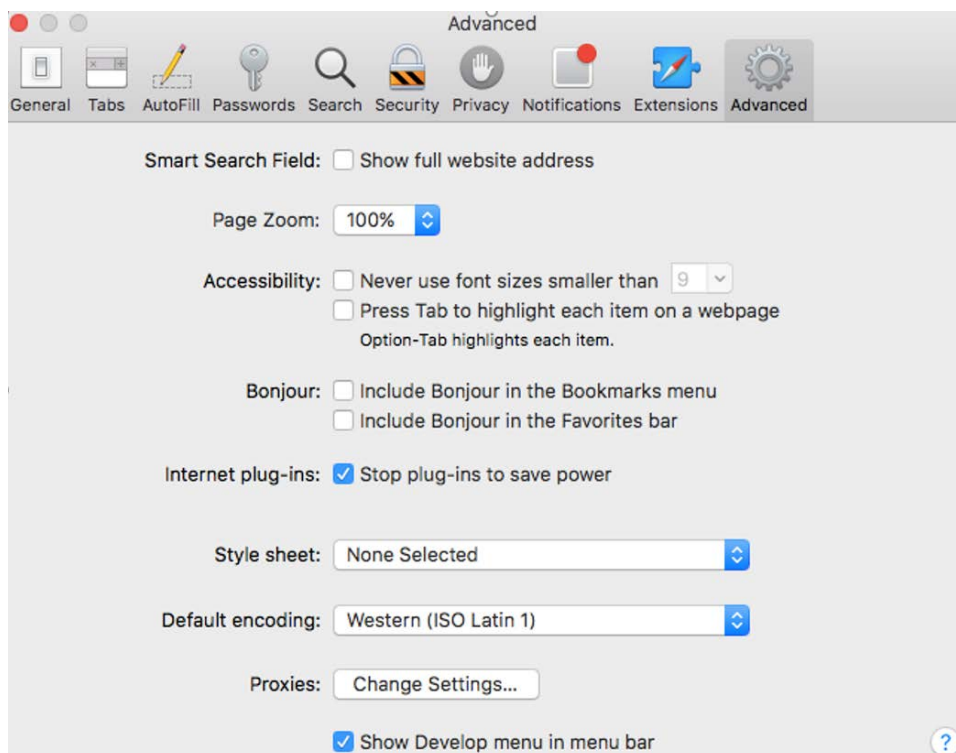 Advanced
General Tabs AutoFill Passwords Search Security Privacy Notifications Extensions Advanced
Smart Search Field: Show full website address
Page Zoom: 100%
Accessibility: Never use font sizes smaller than 9
Press Tab to highlight each item on a webpage
Option-Tab highlights each item.
Bonjour: Include Bonjour in the Bookmarks menu
Include Bonjour in the Favorites bar
Internet plug-ins: Stop plug-ins to save power
Style sheet: None Selected
Default encoding: Western (ISO Latin 1)
Proxies: Change Settings...
Show Develop menu in menu bar ?